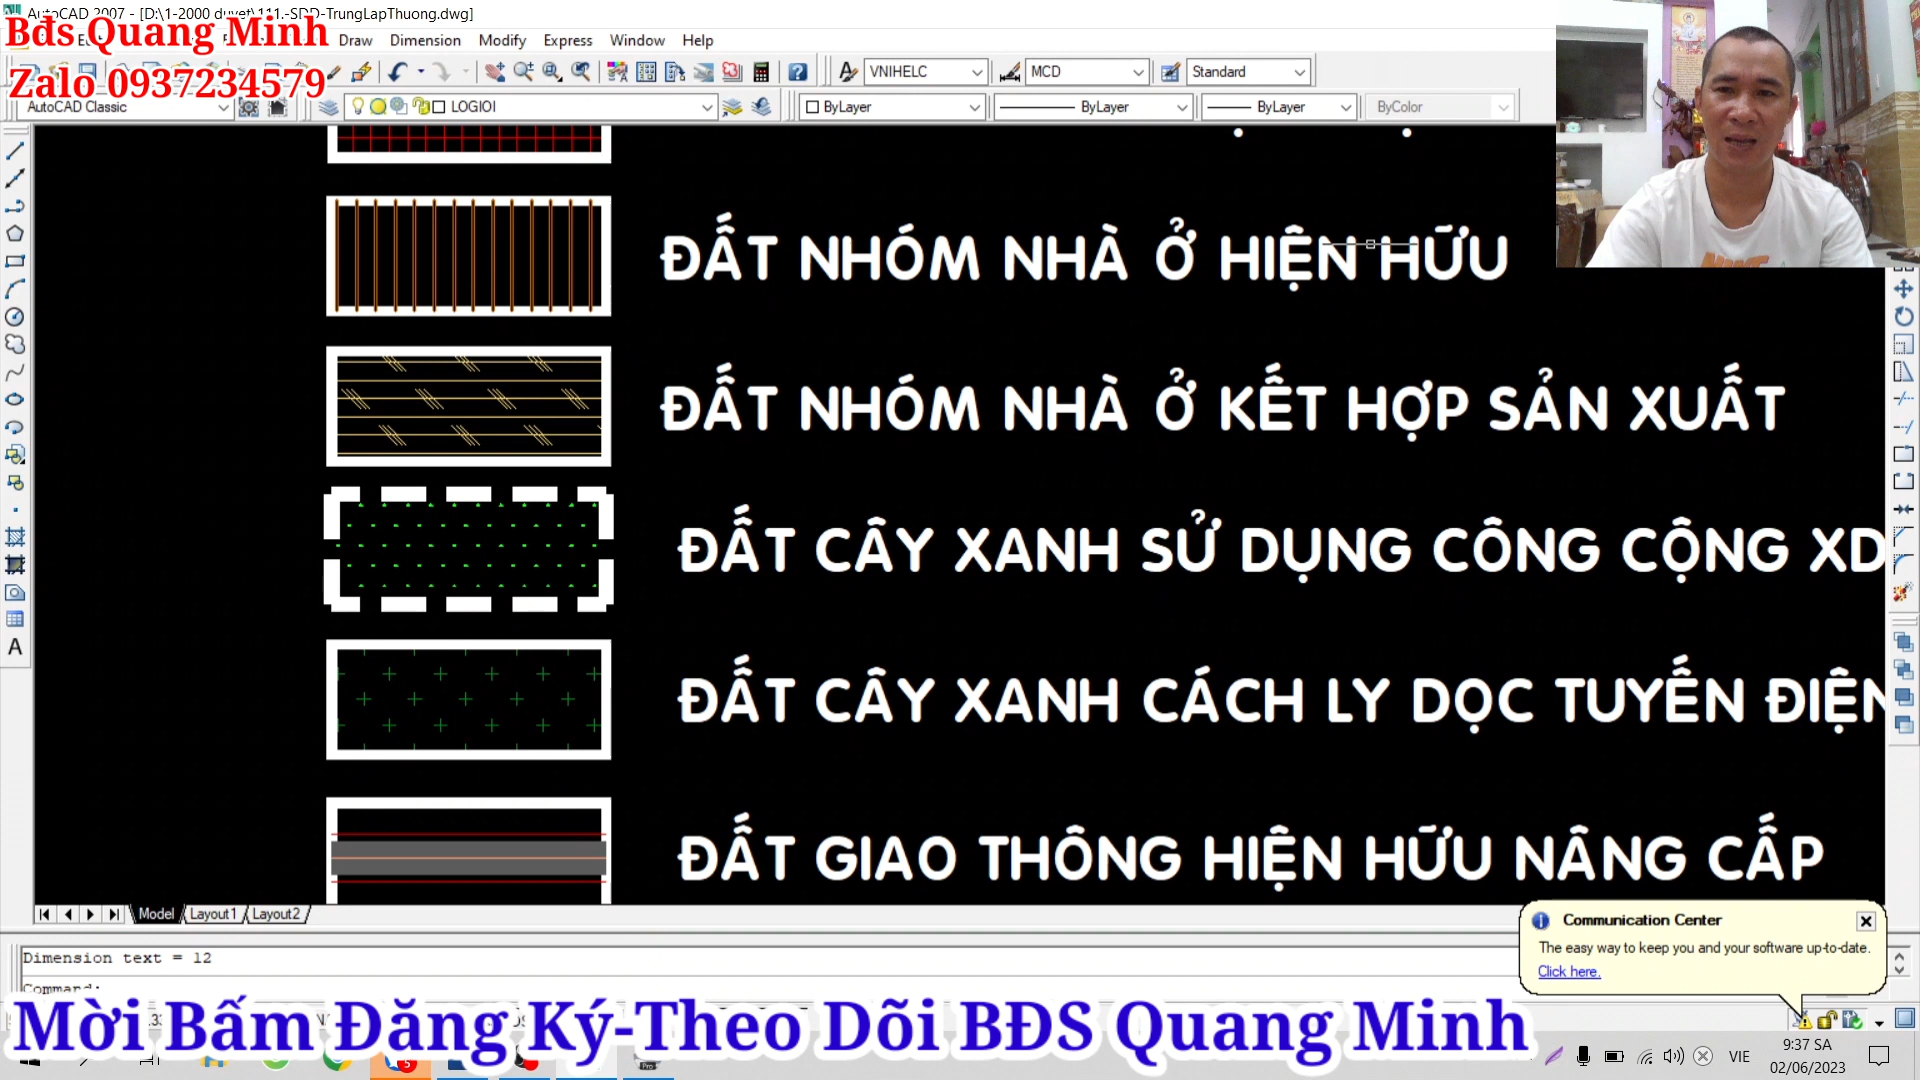 AutoCAD 2007 - [D:\1-2000 duyet\111.-SDD-TrungLapThuong.dwg]
Bđs Quang Minh
Draw Dimension Modify Express Window Help
Zalo 0937234579
VNIHELC MCD Standard
AutoCAD Classic LOGIOI ByLayer ByLayer ByLayer ByColor
ĐẤT NHÓM NHÀ Ở HIỆN HỮU
ĐẤT NHÓM NHÀ Ở KẾT HỢP SẢN XUẤT
ĐẤT CÂY XANH SỬ DỤNG CÔNG CỘNG XD
ĐẤT CÂY XANH CÁCH LY DỌC TUYẾN ĐIỆN
ĐẤT GIAO THÔNG HIỆN HỮU NÂNG CẤP
A
Model Layout1 Layout2
Communication Center
The easy way to keep you and your software up-to-date.
Click here.
Dimension text = 12
Command:
Mời Bấm Đăng Ký-Theo Dõi BĐS Quang Minh
VIE
9:37 SA
02/06/2023